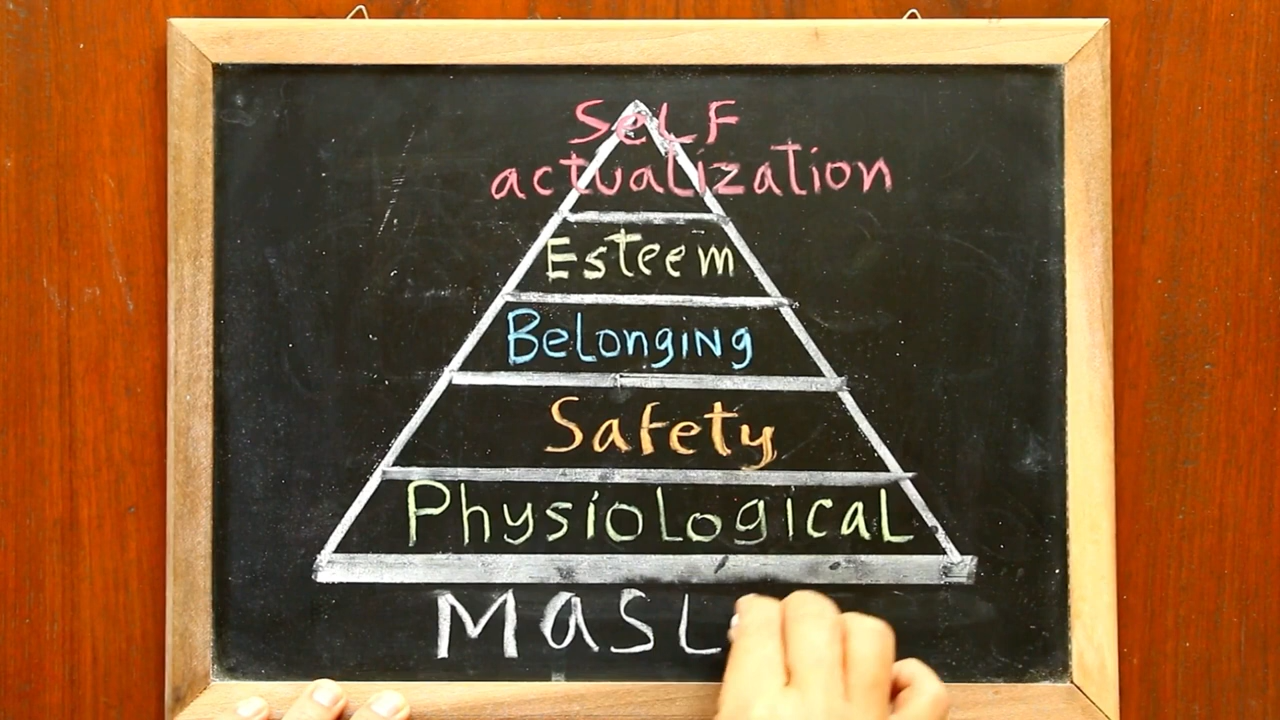 SeLF
actualization
Esteem
Belonging
Safety
Physiological
MASL